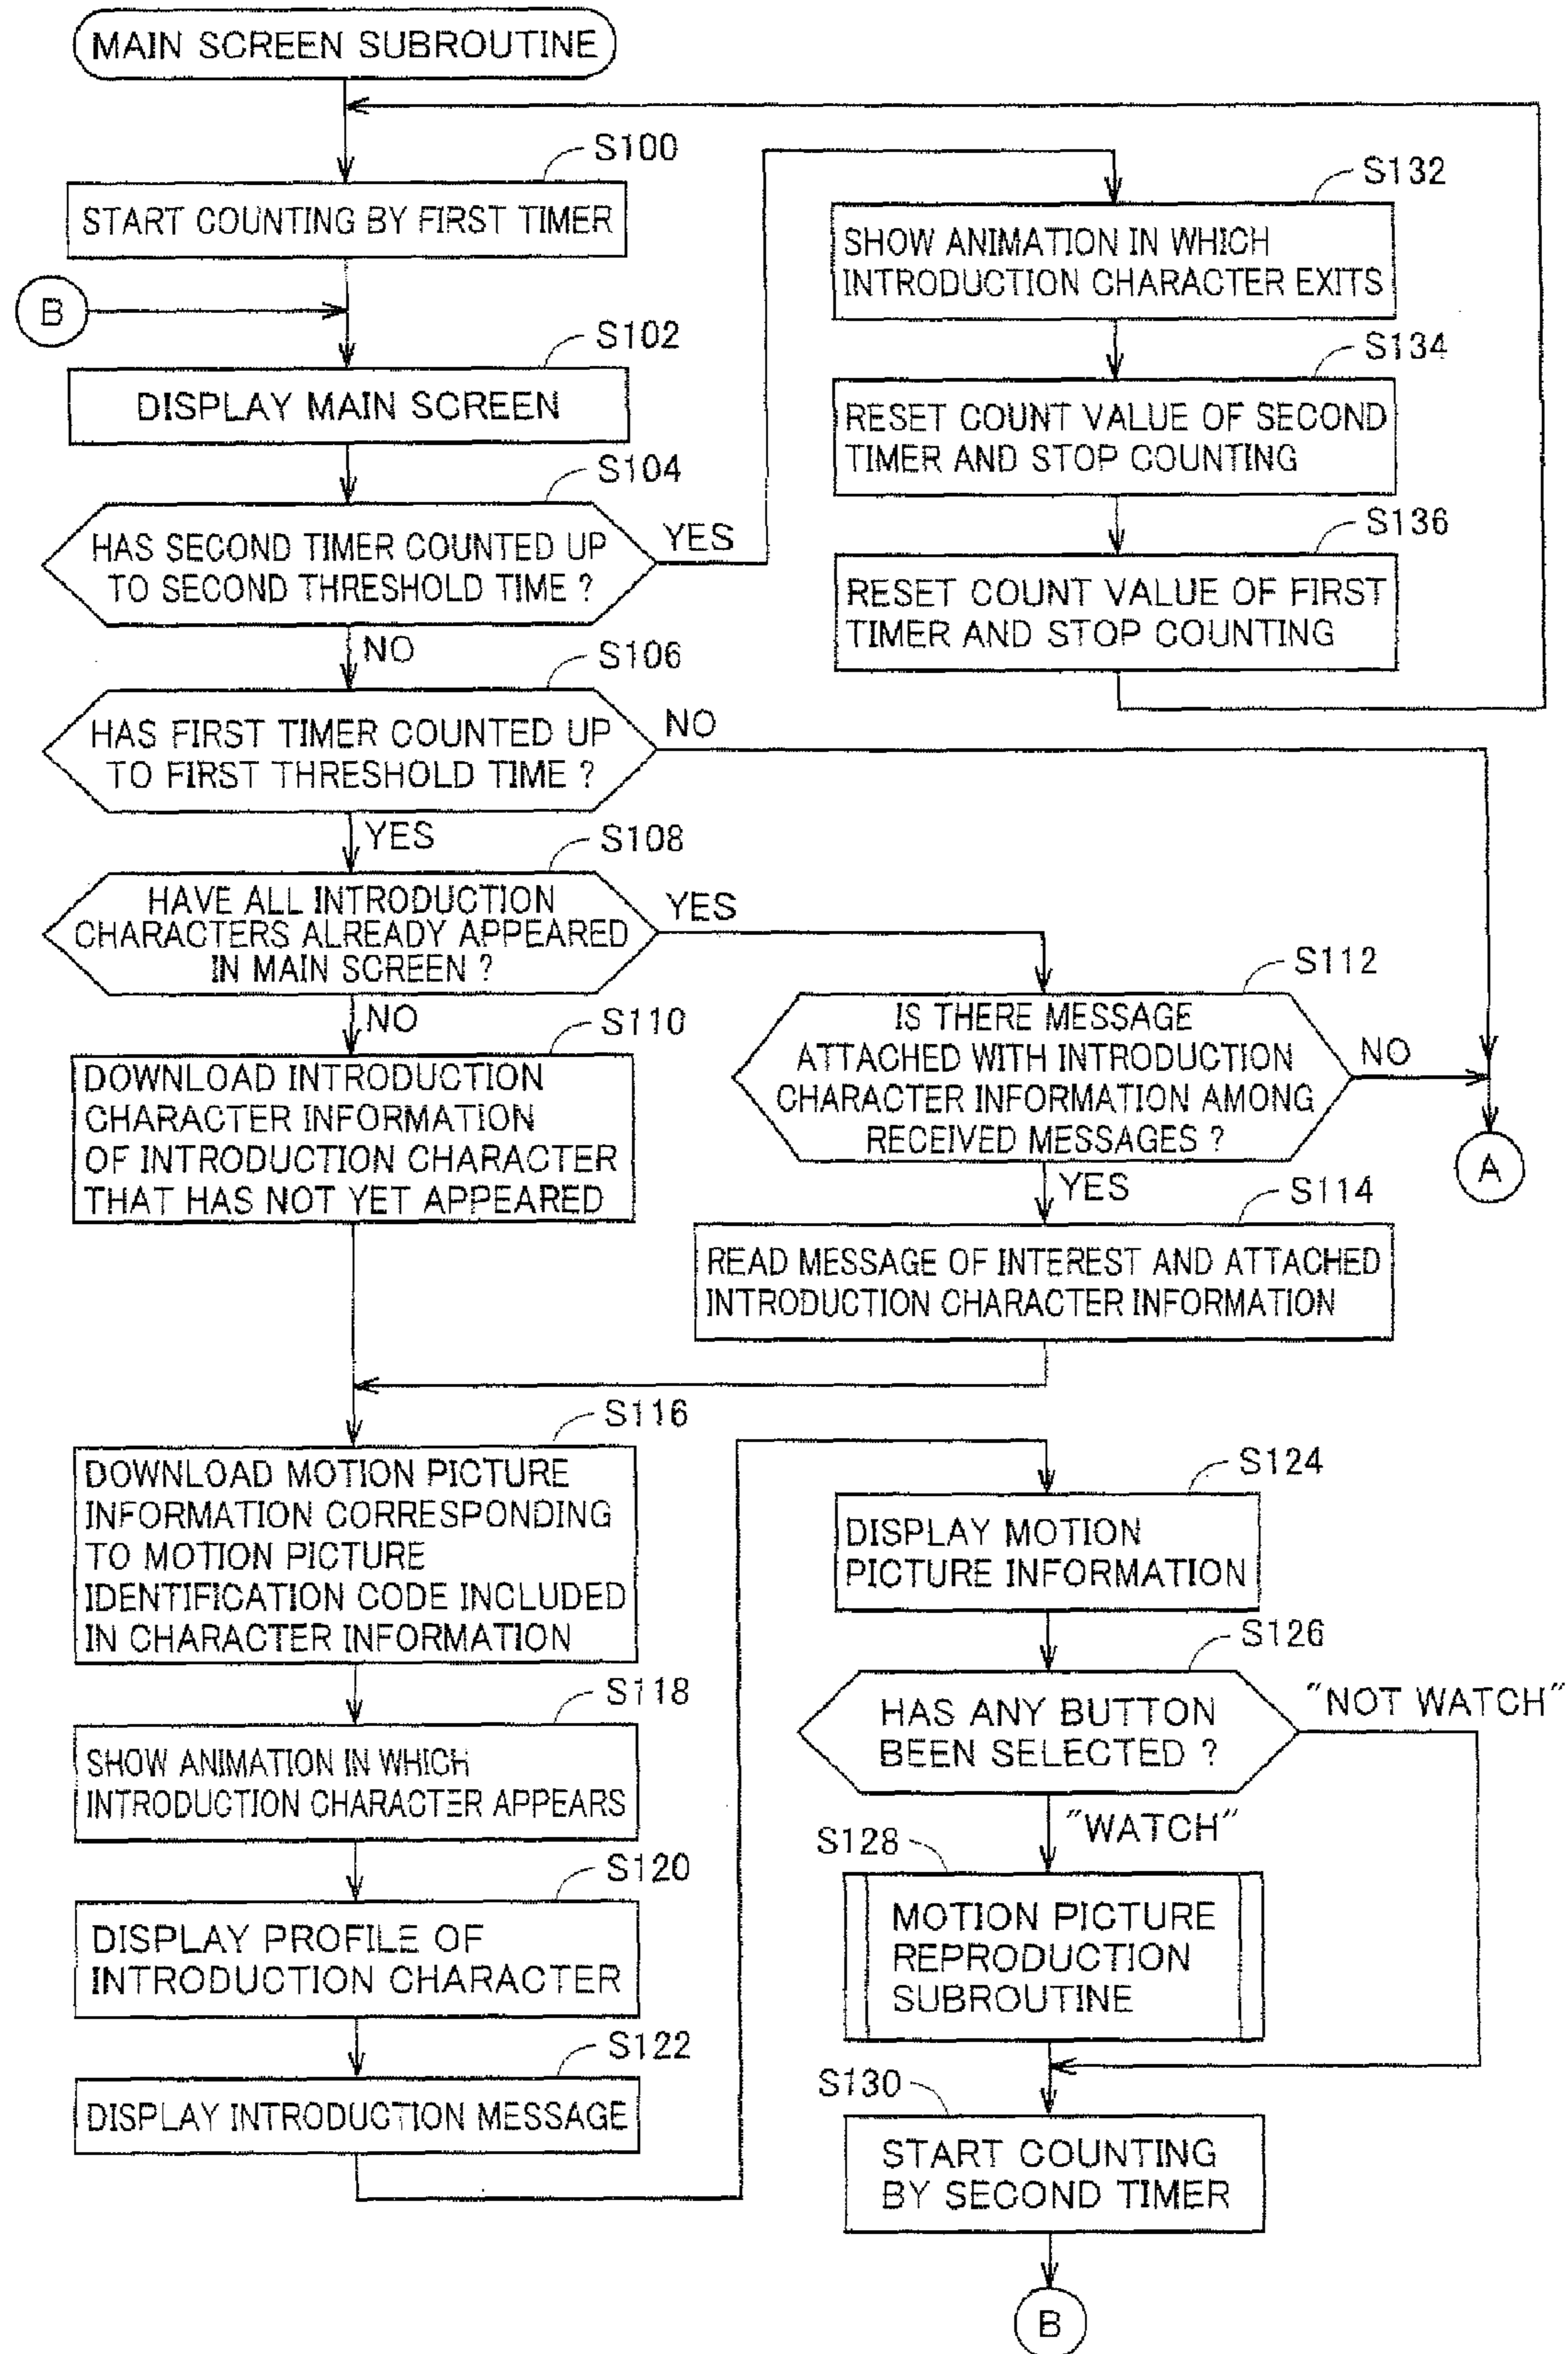 MAIN SCREEN SUBROUTINE
S100
START COUNTING BY FIRST TIMER
B
S102
DISPLAY MAIN SCREEN
S104
HAS SECOND TIMER COUNTED UP
TO SECOND THRESHOLD TIME ?
YES
NO
S132
SHOW ANIMATION IN WHICH
INTRODUCTION CHARACTER EXITS
S134
RESET COUNT VALUE OF SECOND
TIMER AND STOP COUNTING
S136
RESET COUNT VALUE OF FIRST
TIMER AND STOP COUNTING
S106
HAS FIRST TIMER COUNTED UP
TO FIRST THRESHOLD TIME ?
NO
YES
S108
HAVE ALL INTRODUCTION
CHARACTERS ALREADY APPEARED
IN MAIN SCREEN ?
YES
NO
S110
DOWNLOAD INTRODUCTION
CHARACTER INFORMATION
OF INTRODUCTION CHARACTER
THAT HAS NOT YET APPEARED
S112
IS THERE MESSAGE
ATTACHED WITH INTRODUCTION
CHARACTER INFORMATION AMONG
RECEIVED MESSAGES ?
NO
A
YES
S114
READ MESSAGE OF INTEREST AND ATTACHED
INTRODUCTION CHARACTER INFORMATION
S116
DOWNLOAD MOTION PICTURE
INFORMATION CORRESPONDING
TO MOTION PICTURE
IDENTIFICATION CODE INCLUDED
IN CHARACTER INFORMATION
S118
SHOW ANIMATION IN WHICH
INTRODUCTION CHARACTER APPEARS
S120
DISPLAY PROFILE OF
INTRODUCTION CHARACTER
S122
DISPLAY INTRODUCTION MESSAGE
S124
DISPLAY MOTION
PICTURE INFORMATION
S126
HAS ANY BUTTON
BEEN SELECTED ?
"NOT WATCH"
"WATCH"
S128
MOTION PICTURE
REPRODUCTION
SUBROUTINE
S130
START COUNTING
BY SECOND TIMER
B